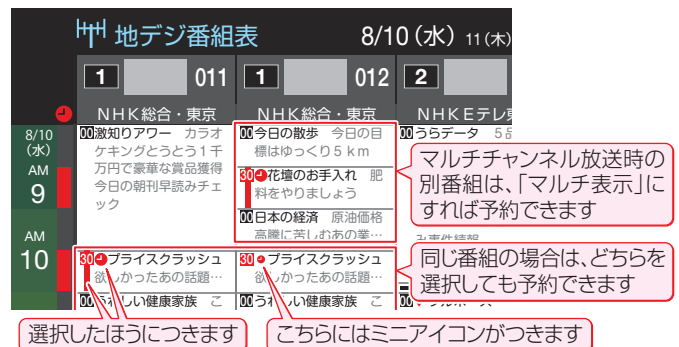 地デジ番組表 8/10(水) 11(木)
1 011 1 012 2
NHK総合・東京 NHK総合・東京 NHKEテレ東
8/10
(水)
AM
9
AM
10
00激知りアワー カラオ
ケキングとうとう1千
万円で豪華な賞品獲得
今日の朝刊早読みチェ
ック
00今日の散歩 今日の目
標はゆっくり5km
30花壇のお手入れ 肥
料をやりましょう
00日本の経済 原油価格
高騰に苦しむあの業…
00うらデータ
マルチチャンネル放送時の
別番組は、「マルチ表示」に
すれば予約できます
30プライスクラッシュ
欲しかったあの話題…
00うれしい健康家族 こ
30プライスクラッシュ
欲しかったあの話題…
00うれしい健康家族 こ
同じ番組の場合は、どちらを
選択しても予約できます
選択したほうにつきます
こちらにはミニアイコンがつきます